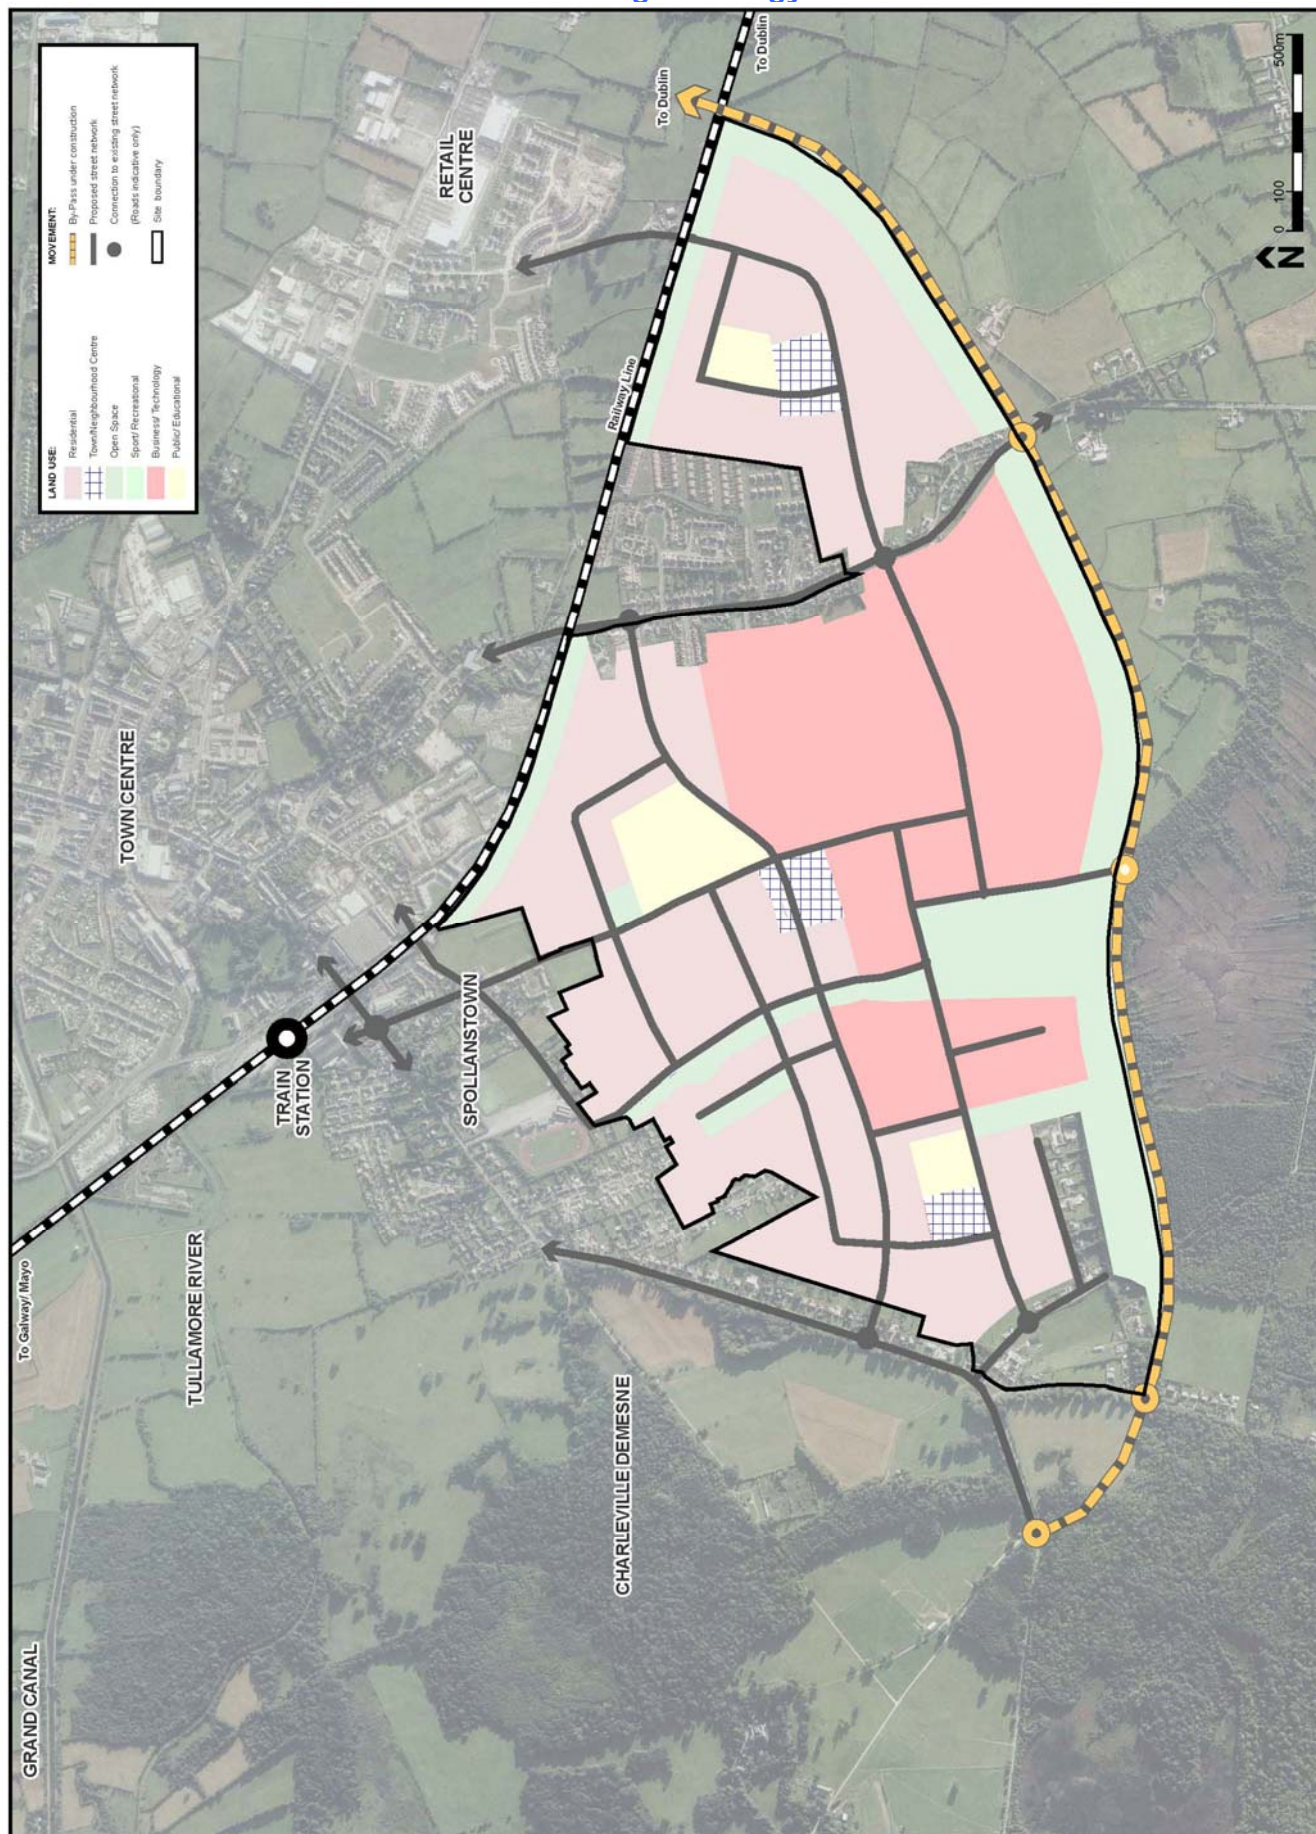 GRAND CANAL
To Galway/ Mayo
TULLAMORE RIVER
TRAIN
STATION
TOWN CENTRE
SPOLLANSTOWN
CHARLEVILLE DEMESNE
RETAIL
CENTRE
Railway Line
To Dublin
To Dublin
LAND USE:
Residential
Town/Neighbourhood Centre
Open Space
Sport/ Recreational
Business/ Technology
Public/ Educational
MOVEMENT:
By-Pass under construction
Proposed street network
Connection to existing street network
(Roads indicative only)
Site boundary
N
0 100 500m